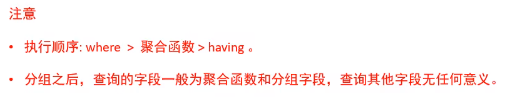 注意
• 执行顺序: where > 聚合函数 > having 。
• 分组之后，查询的字段一般为聚合函数和分组字段，查询其他字段无任何意义。